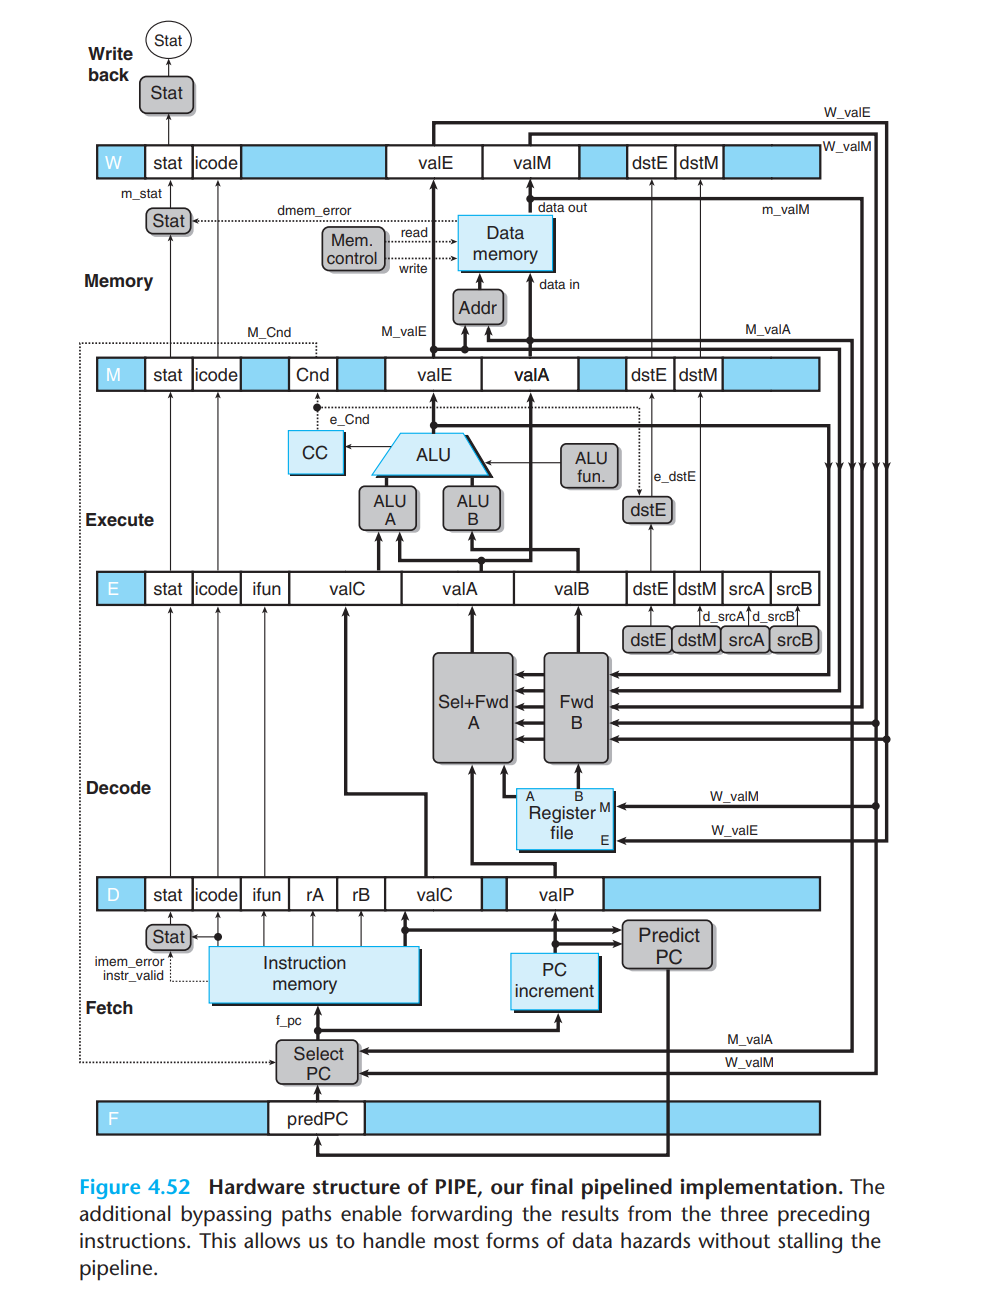 Stat
Write
back
Stat
W_valE
W_valM
W stat icode valE valM dstE dstM
m_stat
Stat
dmem_error
data out
m_valM
Mem.
control
read
write
Data
memory
Memory
data in
Addr
M_Cnd
M_valE
M_valA
M stat icode Cnd valE valA dstE dstM
e_Cnd
CC
ALU
ALU
fun.
e_dstE
ALU
A
ALU
B
dstE
Execute
E stat icode ifun valC valA valB dstE dstM srcA srcB
d_srcA d_srcB
dstE dstM srcA srcB
Sel+Fwd
A
Fwd
B
Decode
A B M
Register
file
E
W_valM
W_valE
D stat icode ifun rA rB valC valP
Stat
imem_error
instr_valid
Instruction
memory
PC
increment
Predict
PC
Fetch
f_pc
Select
PC
M_valA
W_valM
F predPC
Figure 4.52 Hardware structure of PIPE, our final pipelined implementation. The
additional bypassing paths enable forwarding the results from the three preceding
instructions. This allows us to handle most forms of data hazards without stalling the
pipeline.